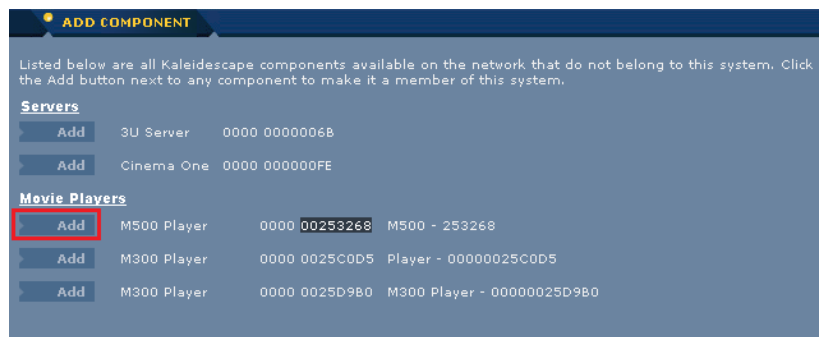 ADD COMPONENT
Listed below are all Kaleidescape components available on the network that do not belong to this system. Click
the Add button next to any component to make it a member of this system.
Servers
Add 3U Server 0000 0000006B
Add Cinema One 0000 000000FE
Movie Players
Add M500 Player 0000 00253268 M500 - 253268
Add M300 Player 0000 0025C0D5 Player - 00000025C0D5
Add M300 Player 0000 0025D9B0 M300 Player - 00000025D9B0